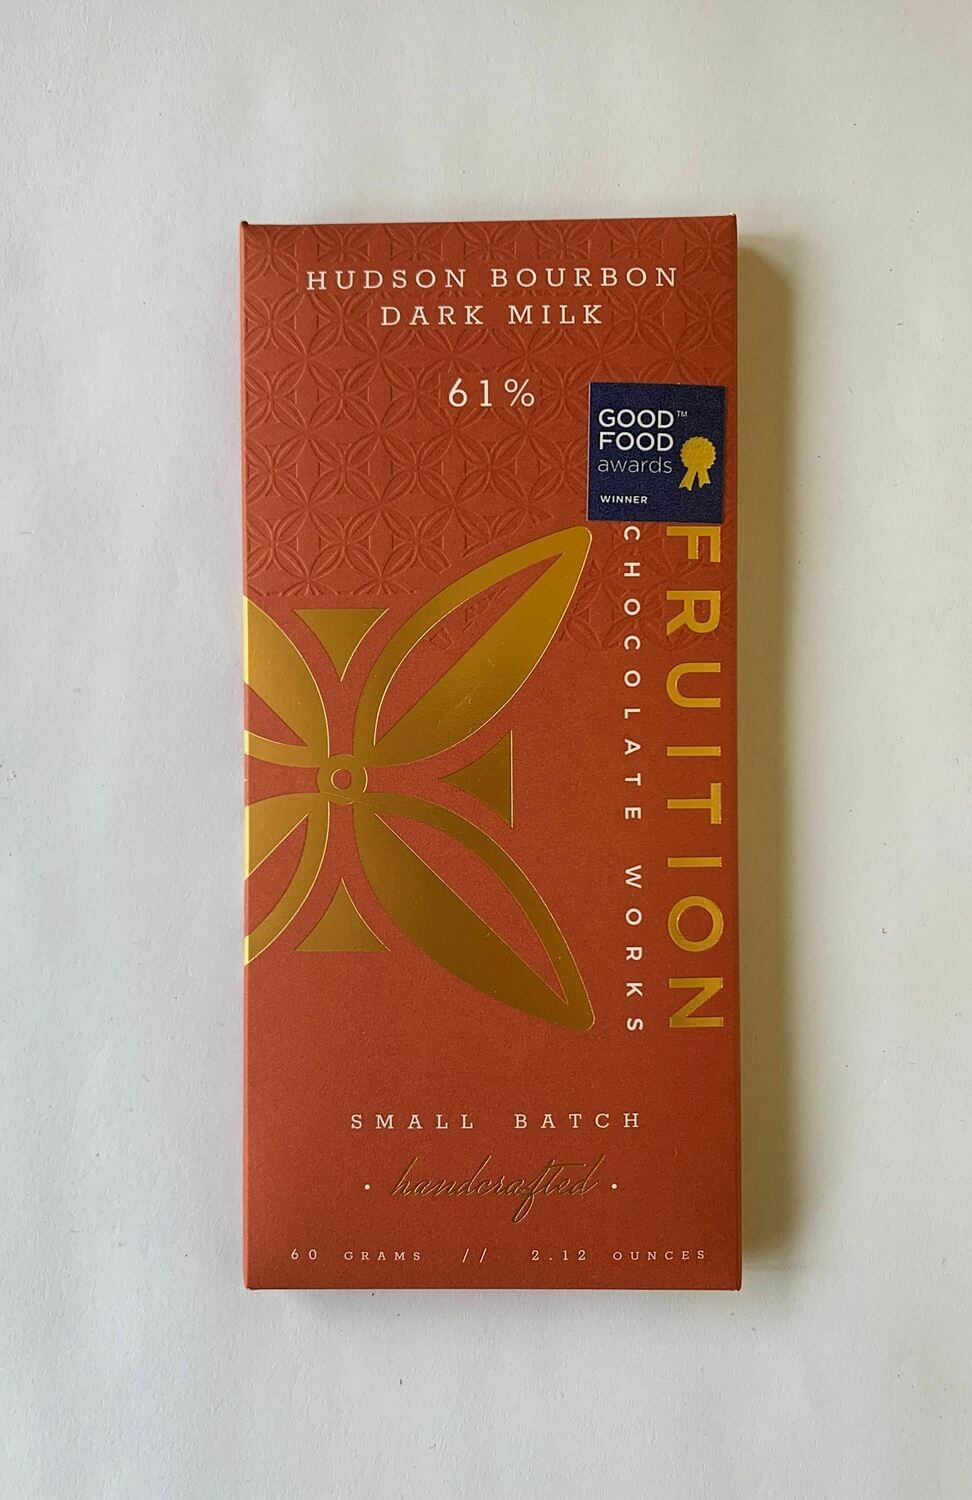 HUDSON BOURBON
DARK MILK
61%
GOOD™
FOOD
awards
WINNER
FRUITION
CHOCOLATE WORKS
SMALL BATCH
• handcrafted •
60 GRAMS // 2.12 OUNCES